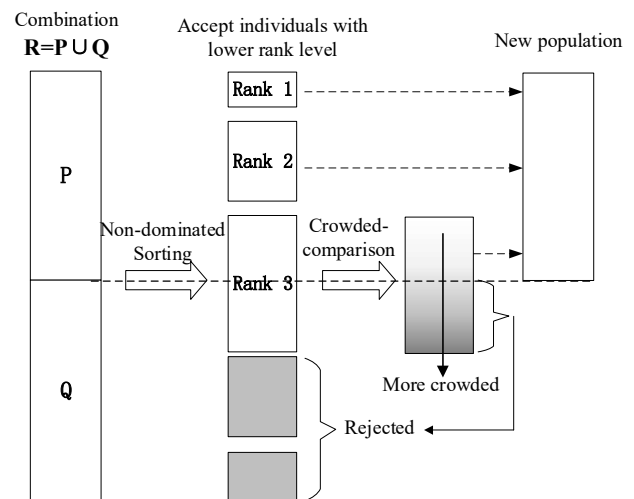 Combination
R=P∪Q
Accept individuals with
lower rank level
New population
Rank 1
Rank 2
P
Non-dominated
Sorting
Crowded-
comparison
Rank 3
Q
More crowded
Rejected